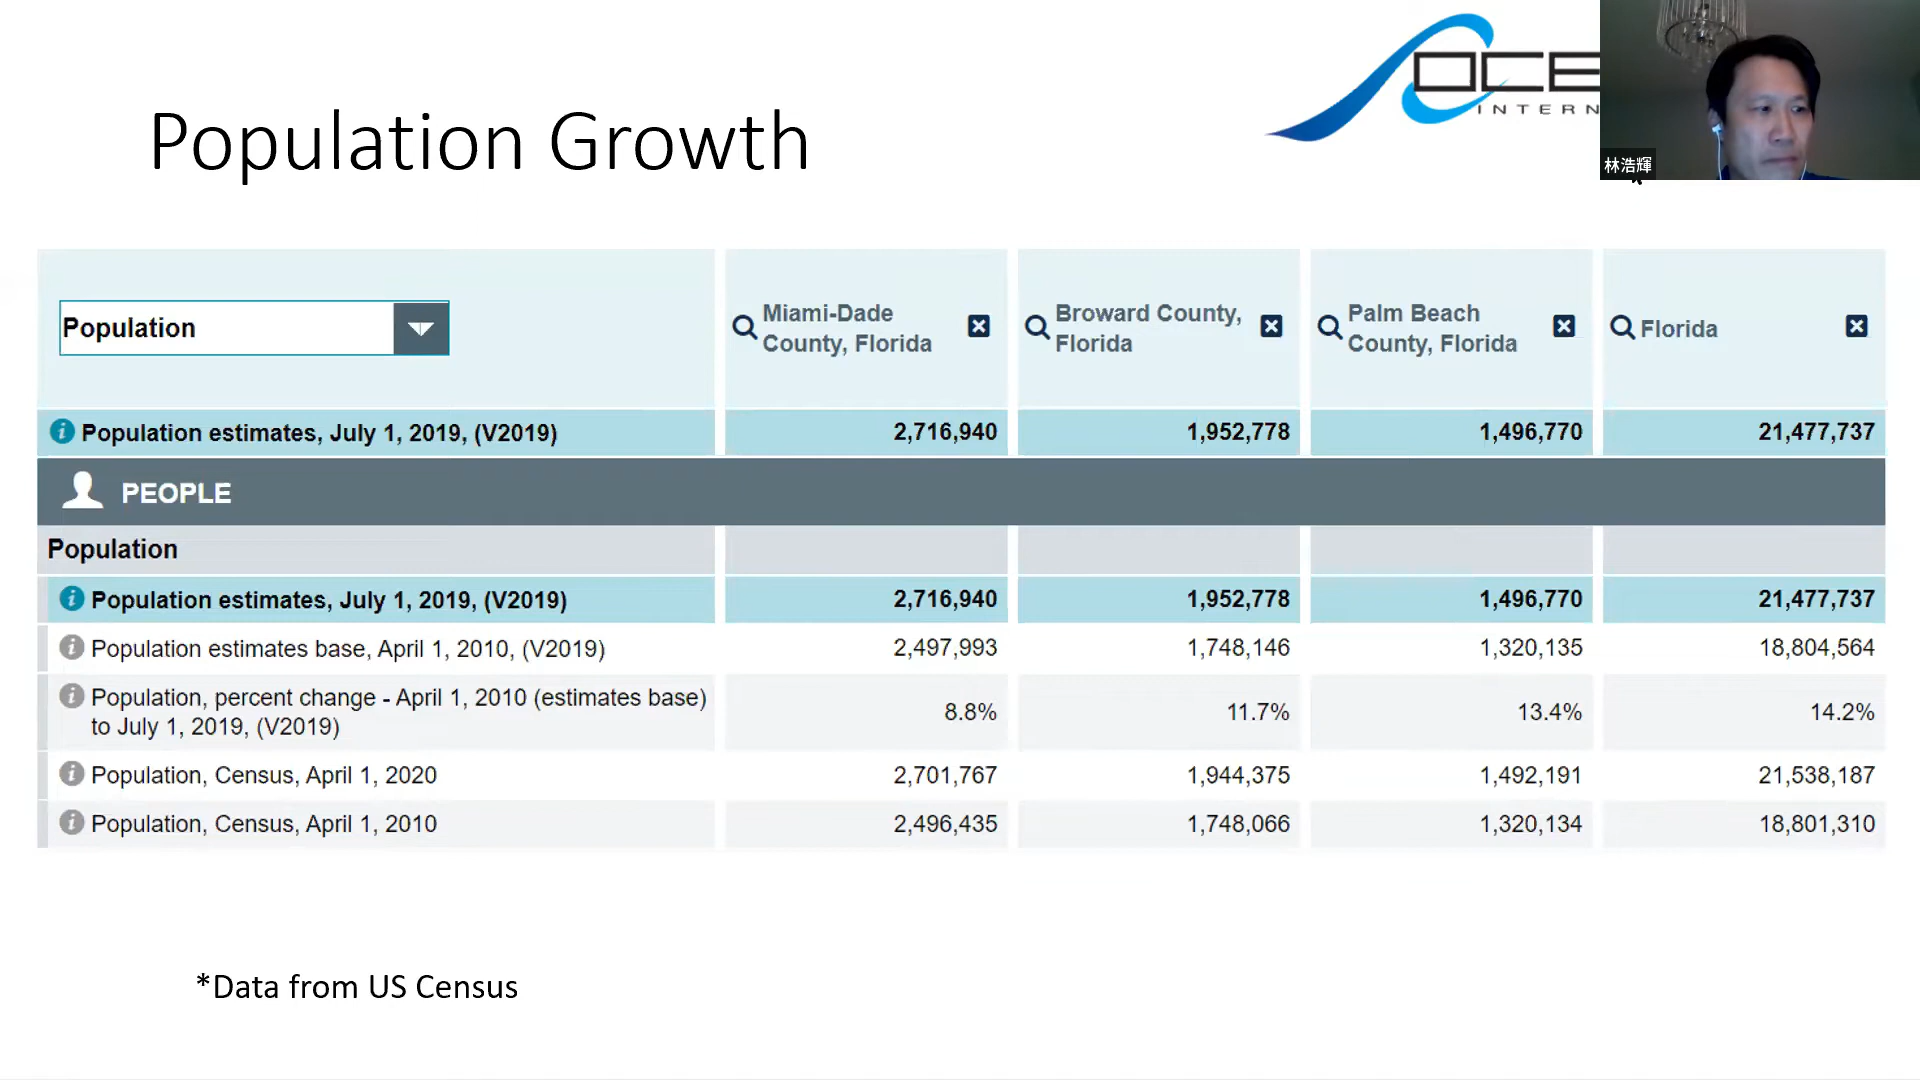 OCE
INTERN
林浩輝
Population Growth
Population
Miami-Dade
County, Florida
Broward County,
Florida
Palm Beach
County, Florida
Florida
Population estimates, July 1, 2019, (V2019) 2,716,940 1,952,778 1,496,770 21,477,737
PEOPLE
Population
Population estimates, July 1, 2019, (V2019) 2,716,940 1,952,778 1,496,770 21,477,737
Population estimates base, April 1, 2010, (V2019) 2,497,993 1,748,146 1,320,135 18,804,564
Population, percent change - April 1, 2010 (estimates base)
to July 1, 2019, (V2019) 8.8% 11.7% 13.4% 14.2%
Population, Census, April 1, 2020 2,701,767 1,944,375 1,492,191 21,538,187
Population, Census, April 1, 2010 2,496,435 1,748,066 1,320,134 18,801,310
*Data from US Census